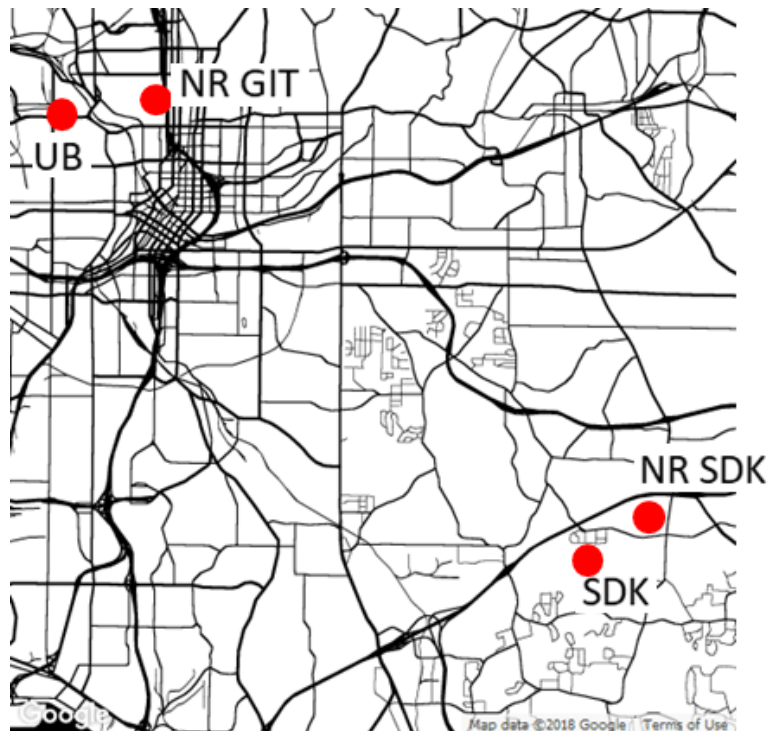 NR GIT
UB
NR SDK
SDK
Google
Map data ©2018 Google Terms of Use